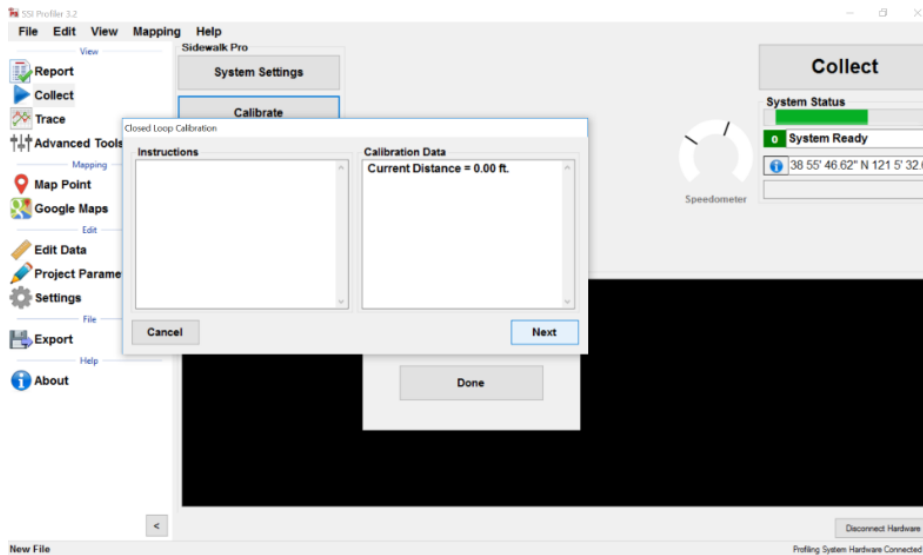 SSI Profiler 3.2
File Edit View Mapping Help
View
Report
Collect
Trace
Advanced Tools
Mapping
Map Point
Google Maps
Edit
Edit Data
Project Parame
Settings
File
Export
Help
About
<
New File
Sidewalk Pro
System Settings
Calibrate
Closed Loop Calibration
Instructions
Calibration Data
Current Distance = 0.00 ft.
Cancel
Next
Done
Speedometer
Collect
System Status
0 System Ready
38 55' 46.62" N 121 5' 32.
Disconnect Hardware
Profiling System Hardware Connected